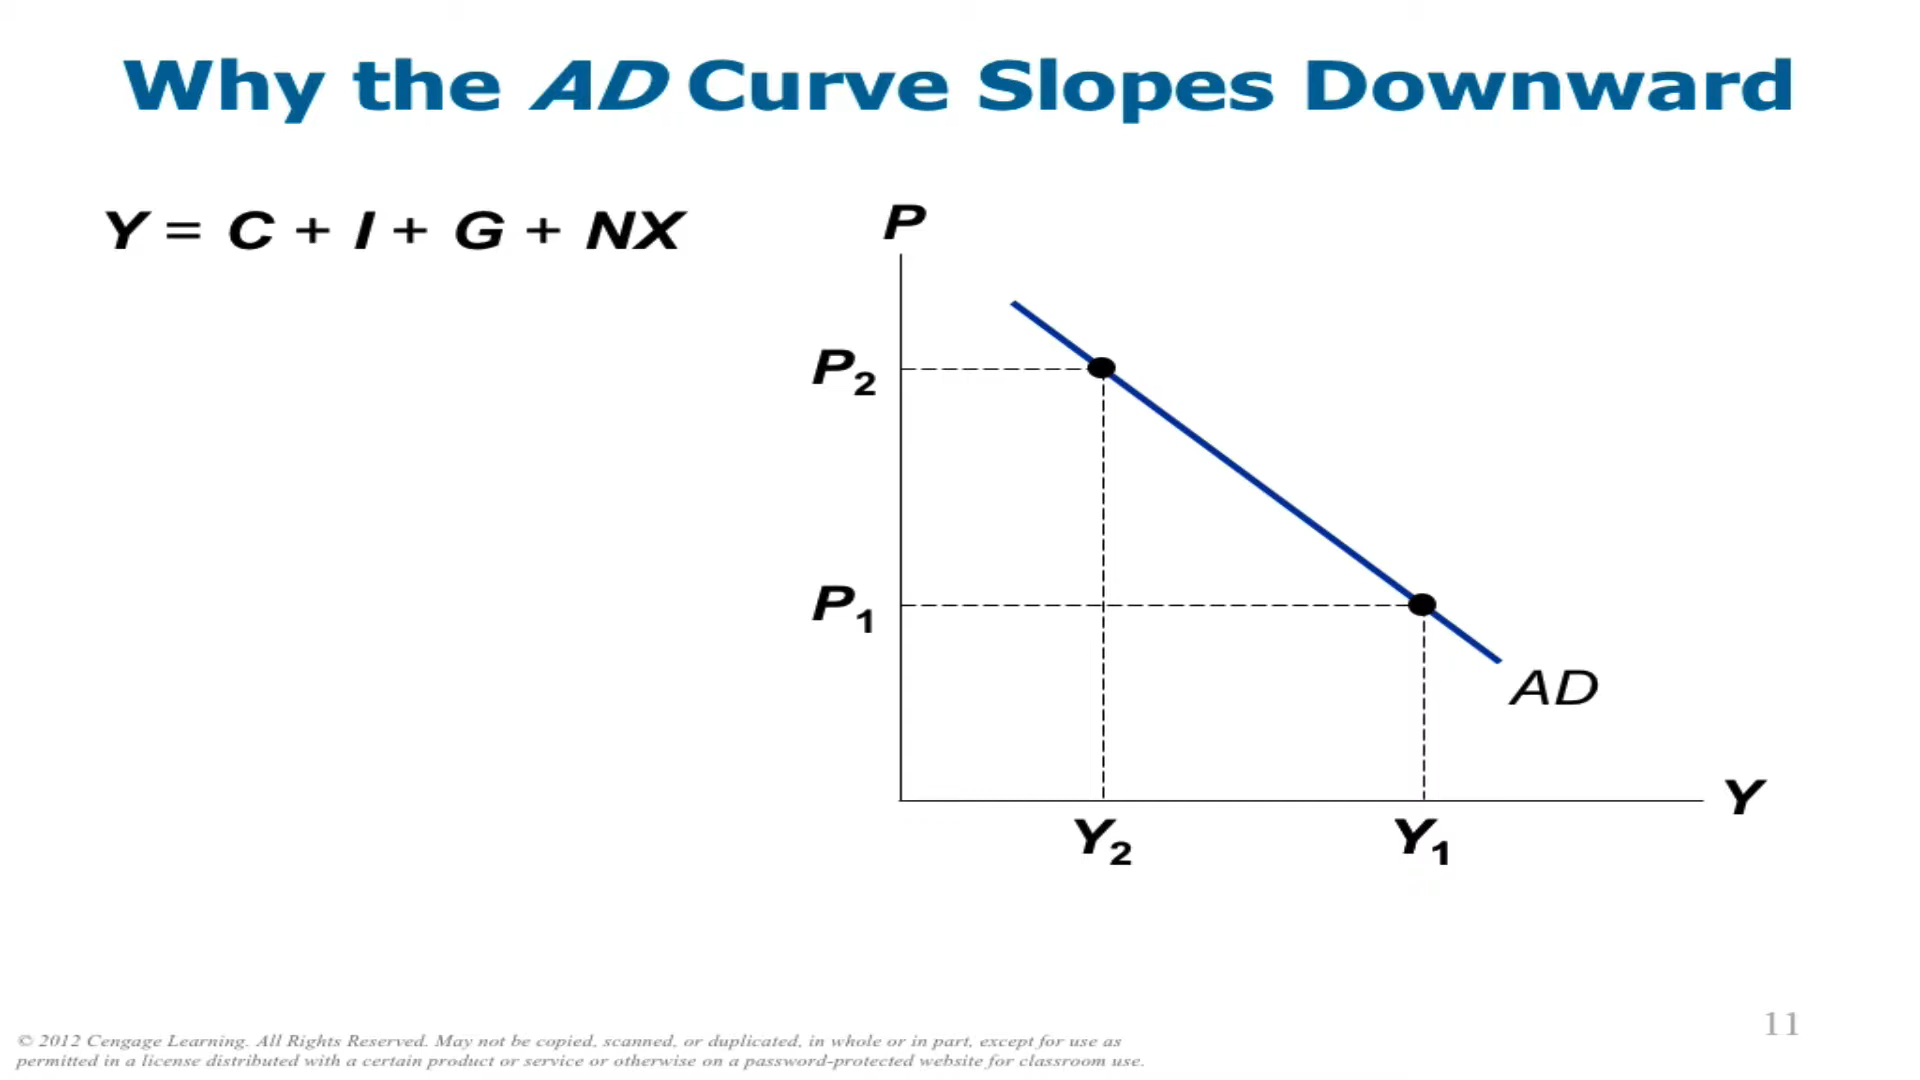 Why the AD Curve Slopes Downward
Y = C + I + G + NX
P
P2
P1
AD
Y
Y2
Y1
11
© 2012 Cengage Learning. All Rights Reserved. May not be copied, scanned, or duplicated, in whole or in part, except for use as
permitted in a license distributed with a certain product or service or otherwise on a password-protected website for classroom use.